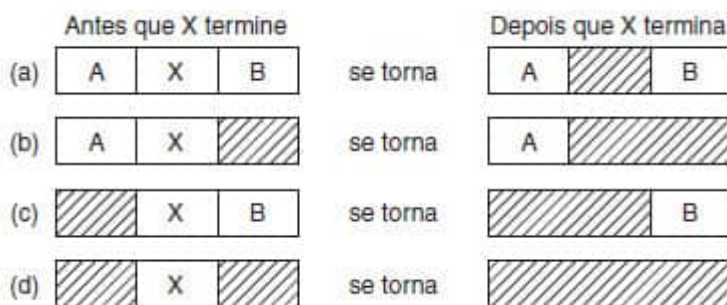 Antes que X termine Depois que X termina
(a) A X B se torna A B
(b) A X se torna A
(c) X B se torna B
(d) X se torna